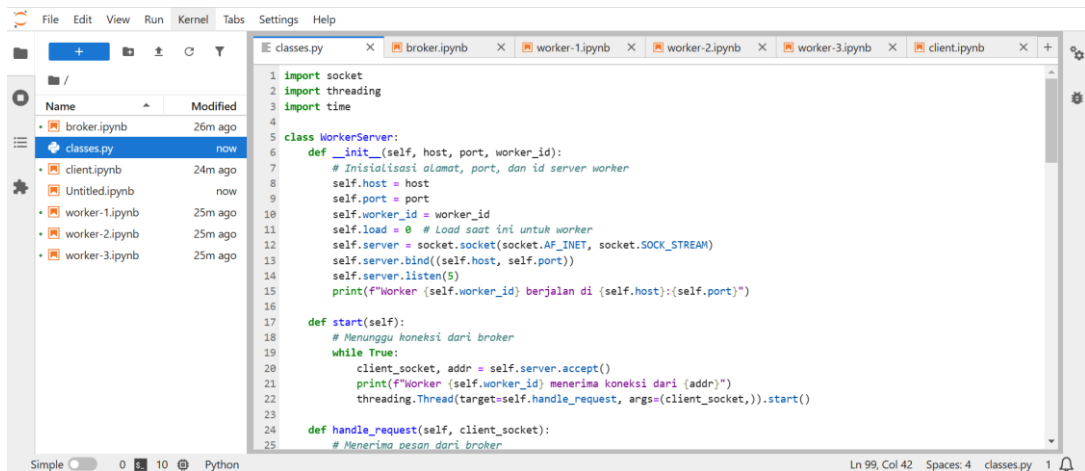 File Edit View Run Kernel Tabs Settings Help
+
/
Name Modified
broker.ipynb 26m ago
classes.py now
client.ipynb 24m ago
Untitled.ipynb now
worker-1.ipynb 25m ago
worker-2.ipynb 25m ago
worker-3.ipynb 25m ago
classes.py × broker.ipynb × worker-1.ipynb × worker-2.ipynb × worker-3.ipynb × client.ipynb × +
1 import socket
2 import threading
3 import time
4
5 class WorkerServer:
6     def __init__(self, host, port, worker_id):
7         # Inisialisasi alamat, port, dan id server worker
8         self.host = host
9         self.port = port
10         self.worker_id = worker_id
11         self.load = 0  # Load saat ini untuk worker
12         self.server = socket.socket(socket.AF_INET, socket.SOCK_STREAM)
13         self.server.bind((self.host, self.port))
14         self.server.listen(5)
15         print(f"Worker {self.worker_id} berjalan di {self.host}:{self.port}")
16
17     def start(self):
18         # Menunggu koneksi dari broker
19         while True:
20             client_socket, addr = self.server.accept()
21             print(f"Worker {self.worker_id} menerima koneksi dari {addr}")
22             threading.Thread(target=self.handle_request, args=(client_socket,)).start()
23
24     def handle_request(self, client_socket):
25         # Menerima pesan dari broker
Simple 0 $_ 10 Python Ln 99, Col 42 Spaces: 4 classes.py 1